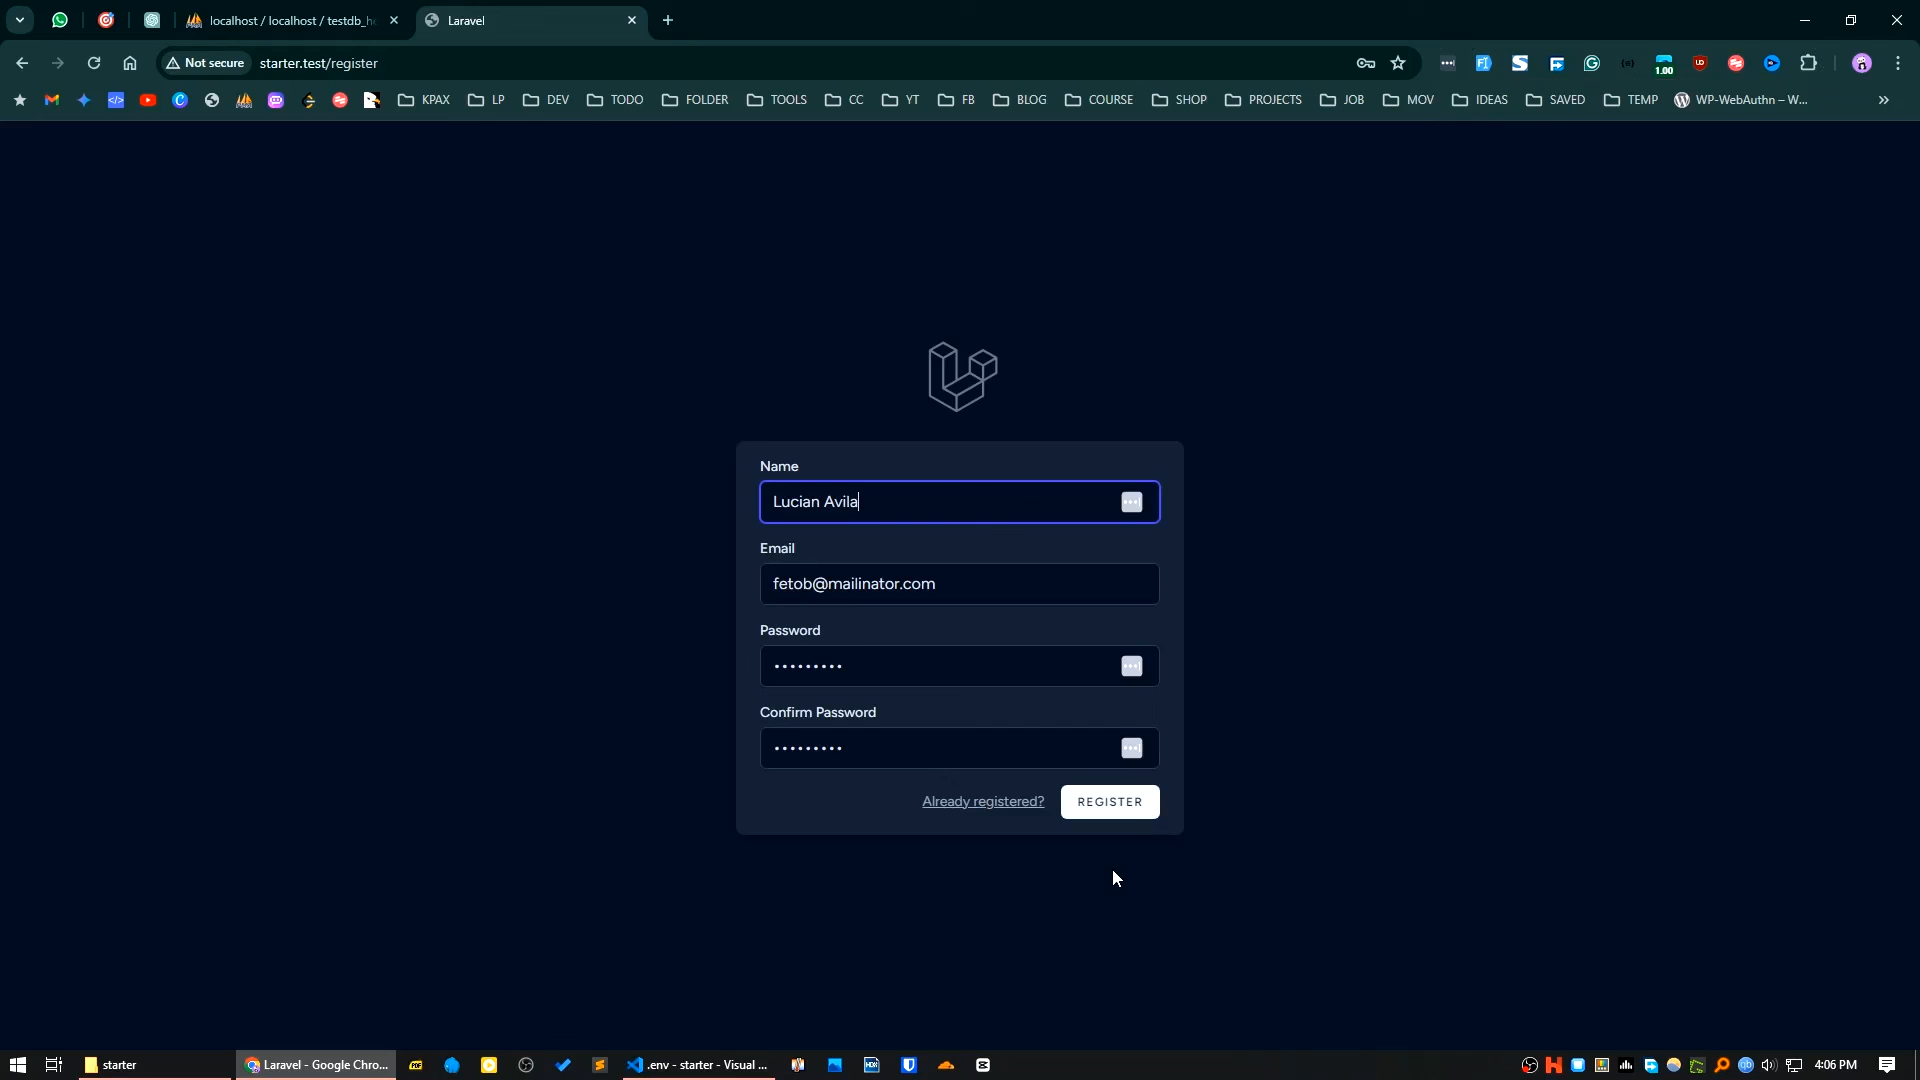 localhost / localhost / testdb_h
Laravel
Not secure
starter.test/register
1.00
KPAX
LP
DEV
TODO
FOLDER
TOOLS
CC
YT
FB
BLOG
COURSE
SHOP
PROJECTS
JOB
MOV
IDEAS
SAVED
TEMP
WP-WebAuthn – W...
Name
Lucian Avila
Email
fetob@mailinator.com
Password
•••••••••
Confirm Password
•••••••••
Already registered?
REGISTER
starter
Laravel - Google Chro...
.env - starter - Visual ...
4:06 PM